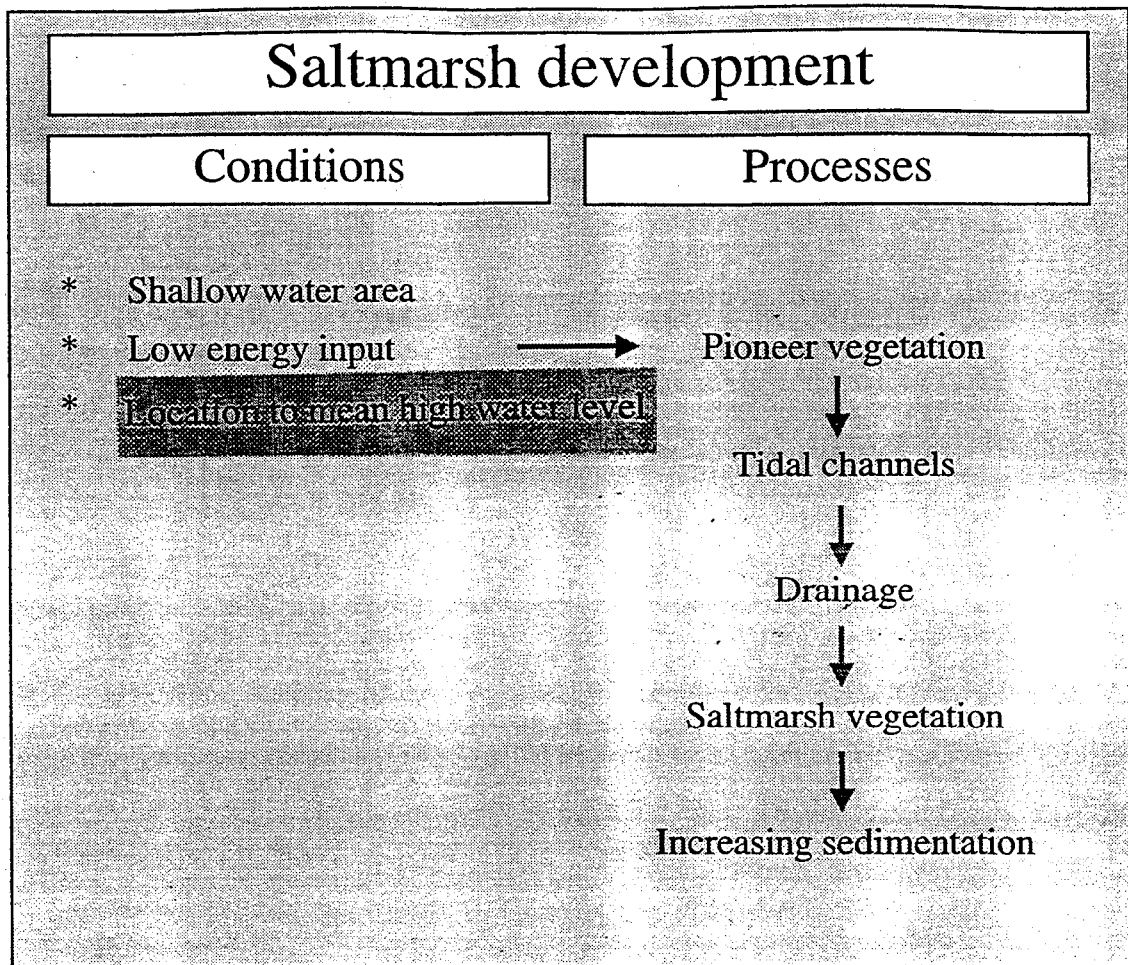 Saltmarsh development
Conditions
Processes
* Shallow water area
* Low energy input
* Location to mean high water level
Pioneer vegetation
Tidal channels
Drainage
Saltmarsh vegetation
Increasing sedimentation